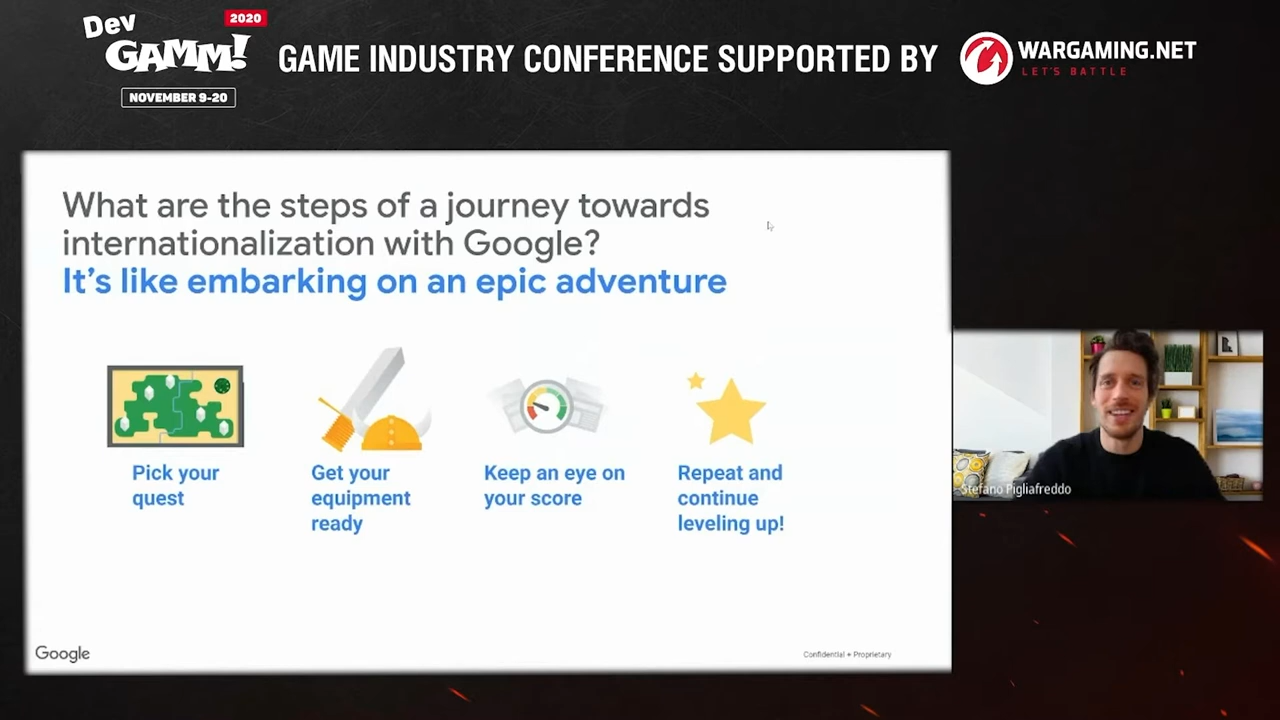 Dev
GAMM!
2020
NOVEMBER 9-20
GAME INDUSTRY CONFERENCE SUPPORTED BY
WARGAMING.NET
LET'S BATTLE
What are the steps of a journey towards
internationalization with Google?
It's like embarking on an epic adventure
Pick your
quest
Get your
equipment
ready
Keep an eye on
your score
Repeat and
continue
leveling up!
Google
Confidential + Proprietary
Stefano Pigliafreddo